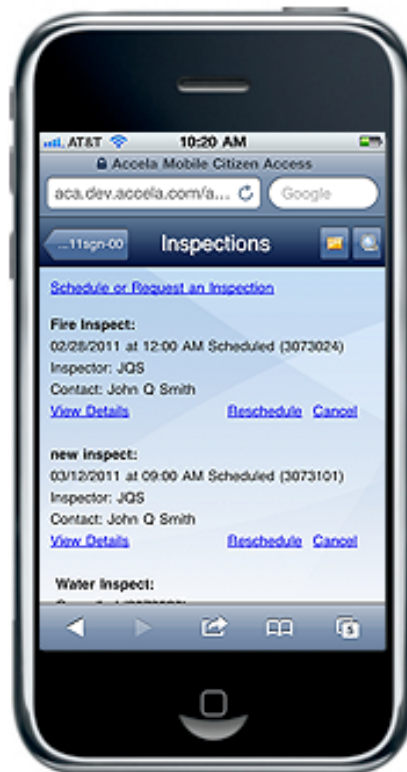 AT&T 10:20 AM
Accela Mobile Citizen Access
aca.dev.accela.com/a... Google
...11sgn-00 Inspections
Schedule or Request an Inspection
Fire Inspect:
02/28/2011 at 12:00 AM Scheduled (3073024)
Inspector: JQS
Contact: John Q Smith
View Details Reschedule Cancel
new inspect:
03/12/2011 at 09:00 AM Scheduled (3073101)
Inspector: JQS
Contact: John Q Smith
View Details Reschedule Cancel
Water Inspect:
5